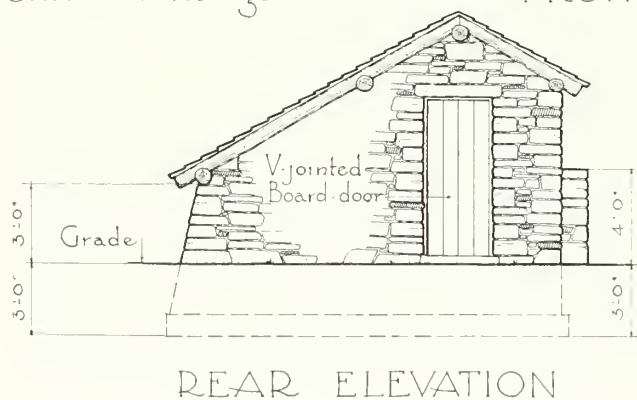 V-jointed
Board-door
Grade
3'-0"
3'-0"
4'-0"
3'-0"
REAR ELEVATION